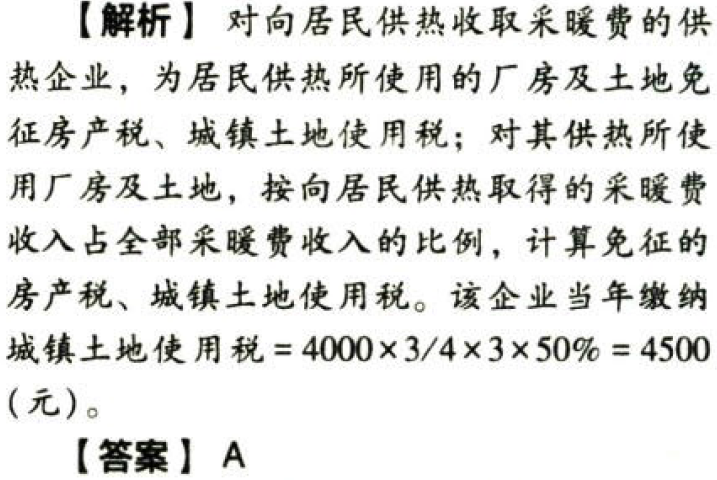 【解析】 对向居民供热收取采暖费的供
热企业，为居民供热所使用的厂房及土地免
征房产税、城镇土地使用税；对其供热所使
用厂房及土地，按向居民供热取得的采暖费
收入占全部采暖费收入的比例，计算免征的
房产税、城镇土地使用税。该企业当年缴纳
城镇土地使用税=4000×3/4×3×50%=4500
(元)。
【答案】 A